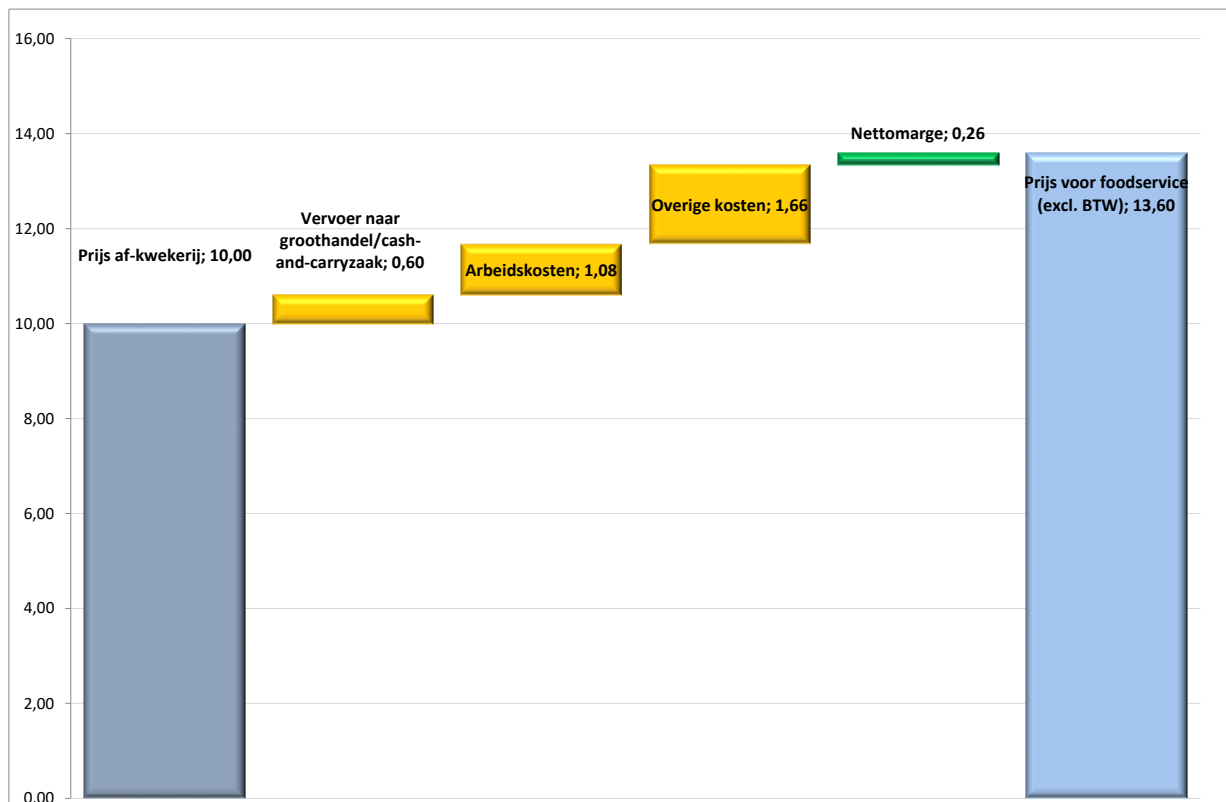 16,00
14,00
12,00
10,00
8,00
6,00
4,00
2,00
0,00
Prijs af-kwekerij; 10,00
Vervoer naar
groothandel/cash-
and-carryzaak; 0,60
Arbeidskosten; 1,08
Overige kosten; 1,66
Nettomarge; 0,26
Prijs voor foodservice
(excl. BTW); 13,60